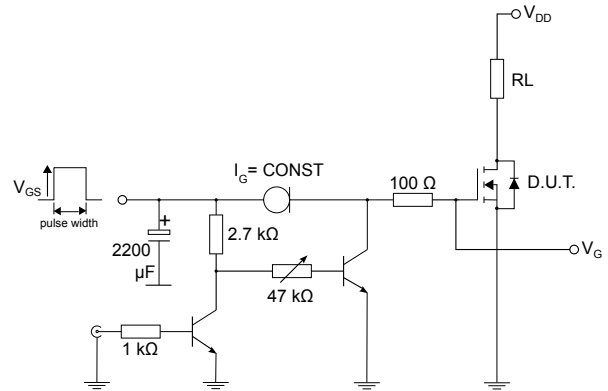 V_DD
RL
I_G= CONST
100 Ω
D.U.T.
V_GS
pulse width
+
2200
μF
2.7 kΩ
V_G
47 kΩ
1 kΩ